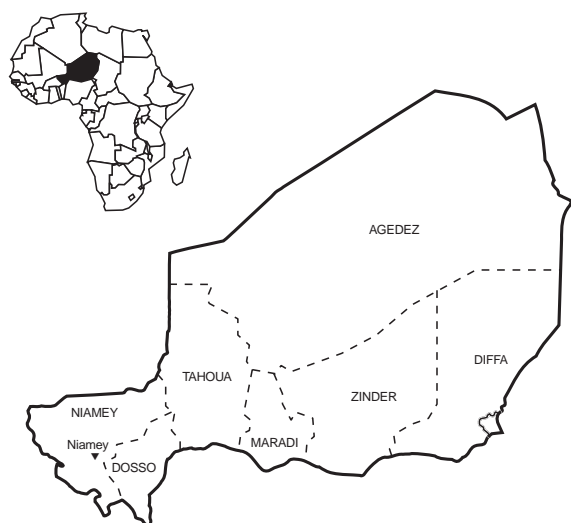 AGEDEZ
DIFFA
TAHOUA
ZINDER
NIAMEY
MARADI
Niamey
DOSSO